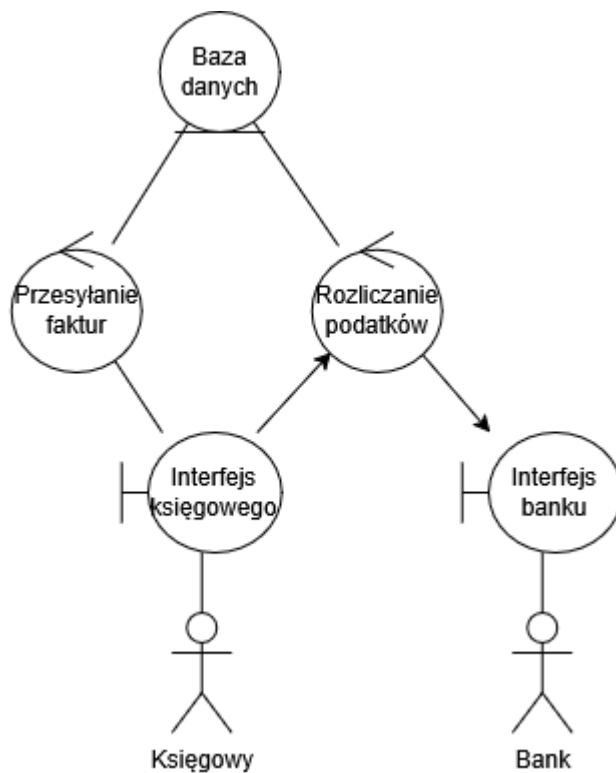 Baza
danych
Przesyłanie
faktur
Rozliczanie
podatków
Interfejs
księgowego
Interfejs
banku
Księgowy
Bank